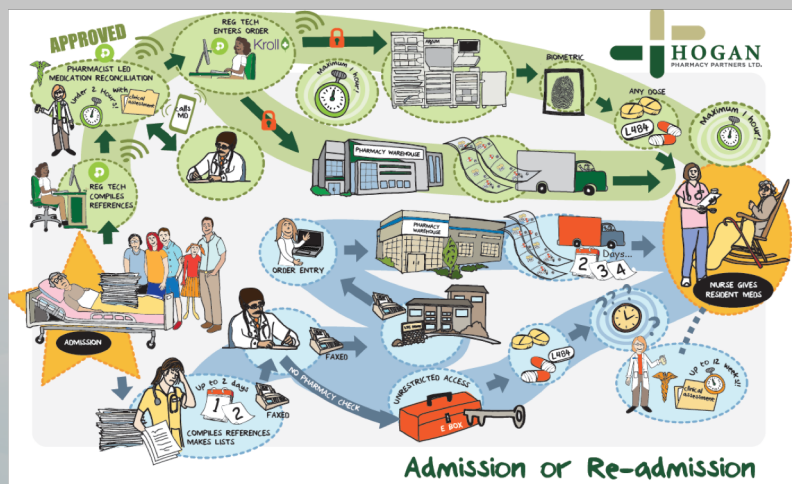 APPROVED
PHARMACIST LED
MEDICATION RECONCILIATION
under 2 Hours with
clinical
assessment
calls
MD
REG TECH
COMPILES
REFERENCES
REG TECH
ENTERS ORDER
Kroll
Maximum 1 hour!
BIOMETRIC
ANY DOSE
L484
Maximum 1 hour!
HOGAN
PHARMACY PARTNERS LTD.
PHARMACY WAREHOUSE
ADMISSION
ORDER ENTRY
PHARMACY
WAREHOUSE
Days...
2 3 4
NURSE GIVES
RESIDENT MEDS
FAXED
Up to 2 days
1 2
FAXED
COMPILES REFERENCES
MAKES LISTS
NO PHARMACY CHECK
UNRESTRICTED ACCESS
E BOX
L484
? ? ? ?
Up to 12 weeks!!
clinical
assessment
Admission or Re-admission